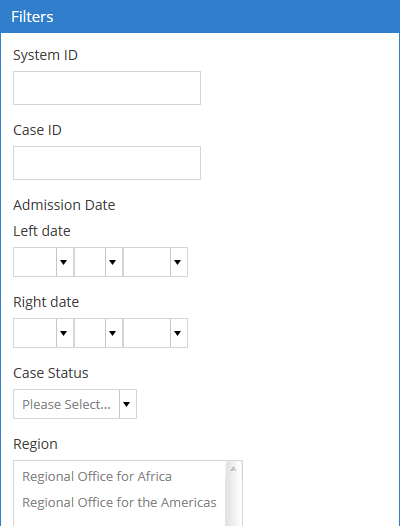 Filters
System ID
Case ID
Admission Date
Left date
Right date
Case Status
Please Select...
Region
Regional Office for Africa
Regional Office for the Americas